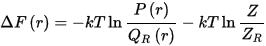 ΔF (r) = −kT ln P (r) / Q_R (r) − kT ln Z / Z_R